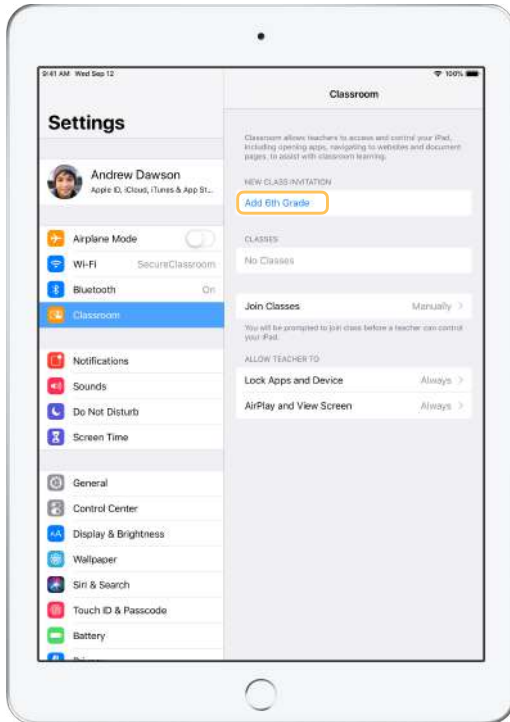 9:41 AM Wed Sep 12
100%
Settings
Andrew Dawson
Apple ID, iCloud, iTunes & App St...
Airplane Mode
Wi-Fi SecureClassroom
Bluetooth On
Classroom
Notifications
Sounds
Do Not Disturb
Screen Time
General
Control Center
Display & Brightness
Wallpaper
Siri & Search
Touch ID & Passcode
Battery
Classroom
Classroom allows teachers to access and control your iPad,
including opening apps, navigating to websites and document
pages, to assist with classroom learning.
NEW CLASS INVITATION
Add 6th Grade
CLASSES
No Classes
Join Classes Manually
You will be prompted to join class before a teacher can control
your iPad.
ALLOW TEACHER TO
Lock Apps and Device Always
AirPlay and View Screen Always